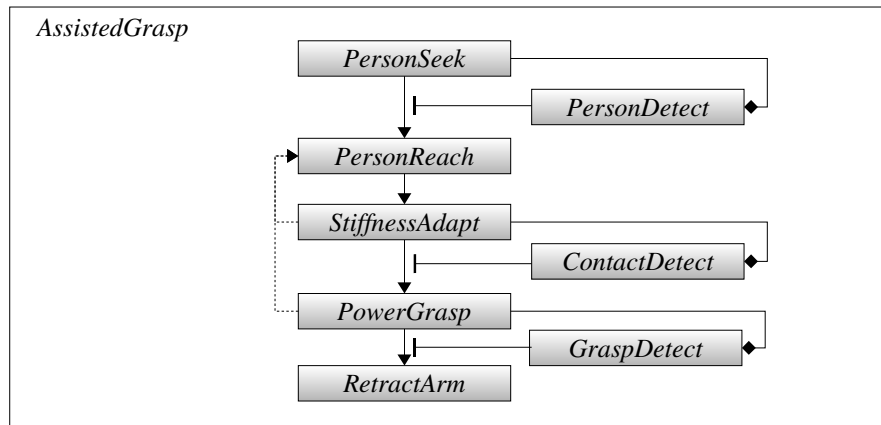 AssistedGrasp
PersonSeek
PersonDetect
PersonReach
StiffnessAdapt
ContactDetect
PowerGrasp
GraspDetect
RetractArm